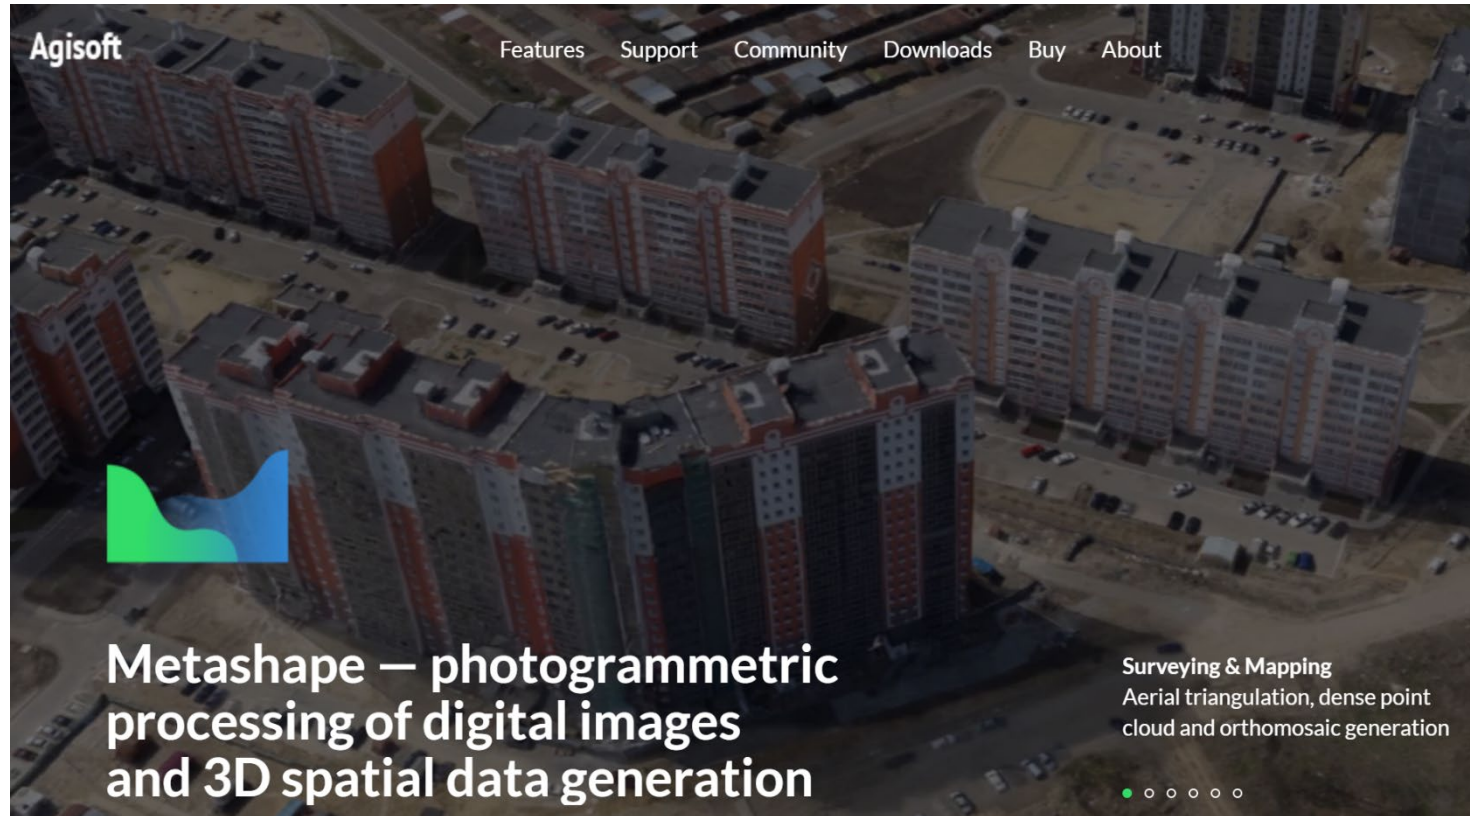 Agisoft
Features Support Community Downloads Buy About
Metashape — photogrammetric
processing of digital images
and 3D spatial data generation
Surveying & Mapping
Aerial triangulation, dense point
cloud and orthomosaic generation